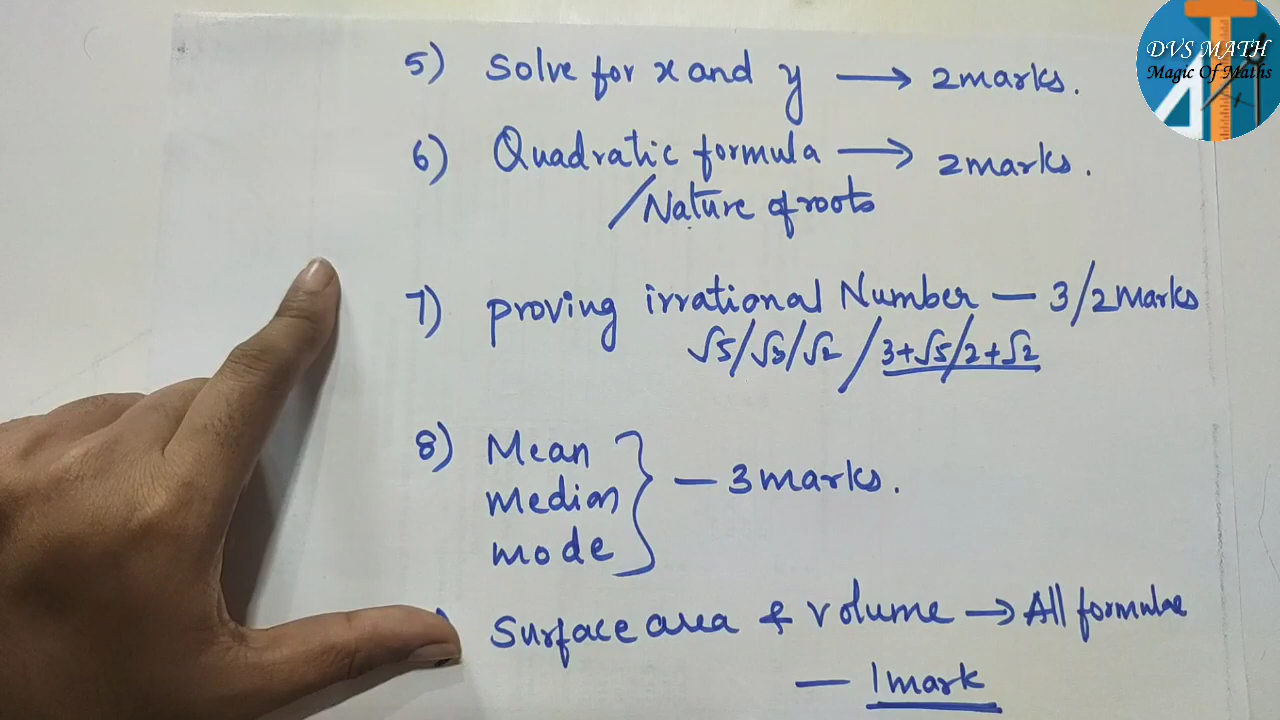 DVS MATH
Magic Of Maths
5) Solve for x and y → 2marks.
6) Quadratic formula → 2marks.
/Nature of roots
7) proving irrational Number — 3/2marks
√5/√3/√2 / 3+√5/2+√2
8) Mean
median
mode
} — 3marks.
) Surface area & volume → All formulae
— 1mark